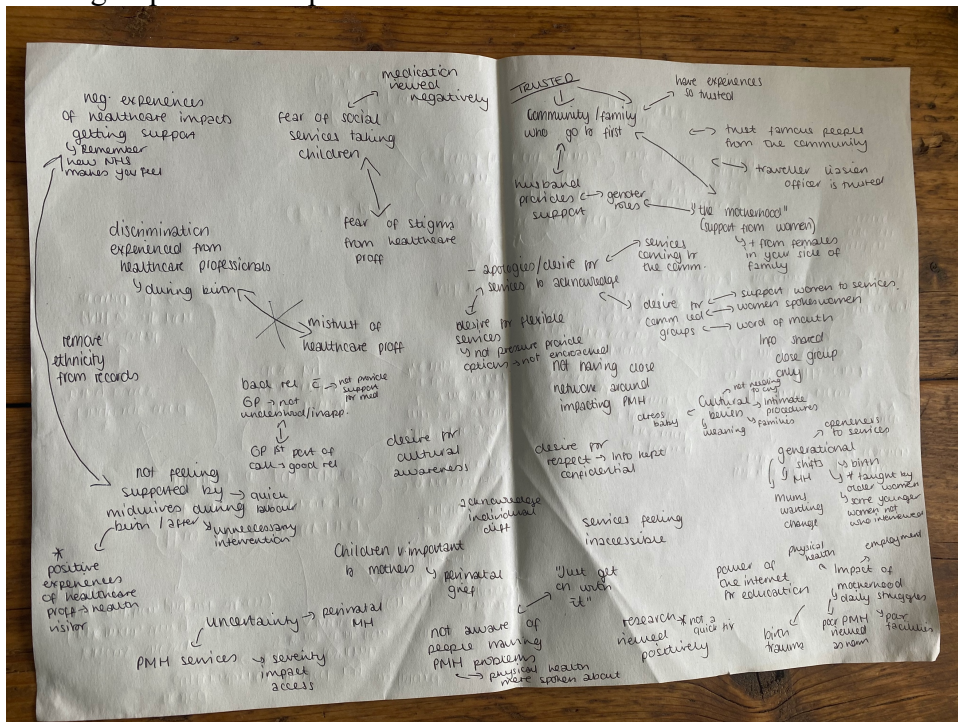 neg: experiences
of healthcare impacts
getting support
↳ Remember
how NHS
makes you feel
medication
viewed
negatively
fear of social
services taking
children
fear of stigma
from healthcare
proff
discrimination
experienced from
healthcare professionals
↳ during birth
mistrust of
healthcare proff
remove
ethnicity
from records
bad rel c̄ → not provide
support
for med
GP → not
understood/inapp.
GP 1st port of
call → good rel
desire for
cultural
awareness
not feeling
supported by → quick
midwives during labour
birth / after ↘ unnecessary
intervention
*
positive
experiences
of healthcare
proff → health
visitor
↳ acknowledge
individual
diff
Children v important
to mothers ↘ perinatal
grief
uncertainty → perinatal
MH
PMH services ↘ severity
impact
access
TRUSTED
Community / family
who go to first
have experiences
so trusted
trust famous people
from the community
traveller liaison
officer is trusted
husband
provides ↔ gender
support roles
"the motherhood"
(support from women)
↳ + from females
in your side of
family
- apologies/desire for
services to acknowledge
services
coming to
the comm.
desire for
comm led
groups
support women to services.
women spokeswomen
word of mouth
desire for flexible
services
↳ not pressure provide
options → not encroached
not having close
network around
impacting PMH
Info shared
close group
only
Cultural
beliefs
not needing
to cry
intimate
procedures
families
weaning
dress
baby
desire for
respect → info kept
confidential
generational
shifts
openness
to services
MH
birth
+ taught by
older women
some younger
women not
who interviewed
mums
wanting
change
services feeling
inaccessible
"Just get
on with
it"
not aware of
people having
PMH problems
↔ physical health
more spoken about
research * not a
quick fix
viewed
positively
power of
the internet
for education
physical
health
employment
Impact of
motherhood
↳ daily struggles
poor PMH
viewed
as norm
poor
facilities
birth
trauma